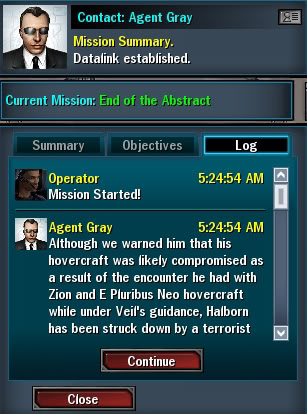 Contact: Agent Gray
Mission Summary.
Datalink established.
Current Mission: End of the Abstract
Summary
Objectives
Log
Operator 5:24:54 AM
Mission Started!
Agent Gray 5:24:54 AM
Although we warned him that his
hovercraft was likely compromised as
a result of the encounter he had with
Zion and E Pluribus Neo hovercraft
while under Veil's guidance, Halborn
has been struck down by a terrorist
Continue
Close